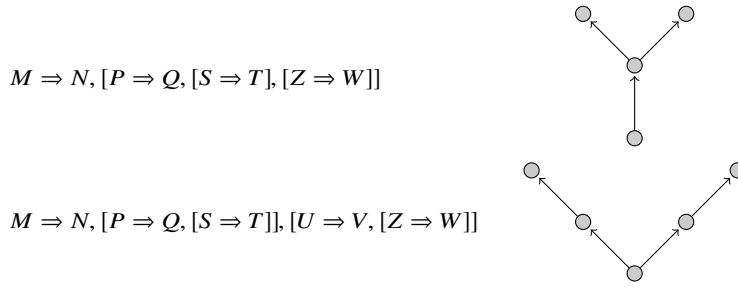 M ⇒ N, [P ⇒ Q, [S ⇒ T], [Z ⇒ W]]
M ⇒ N, [P ⇒ Q, [S ⇒ T]], [U ⇒ V, [Z ⇒ W]]